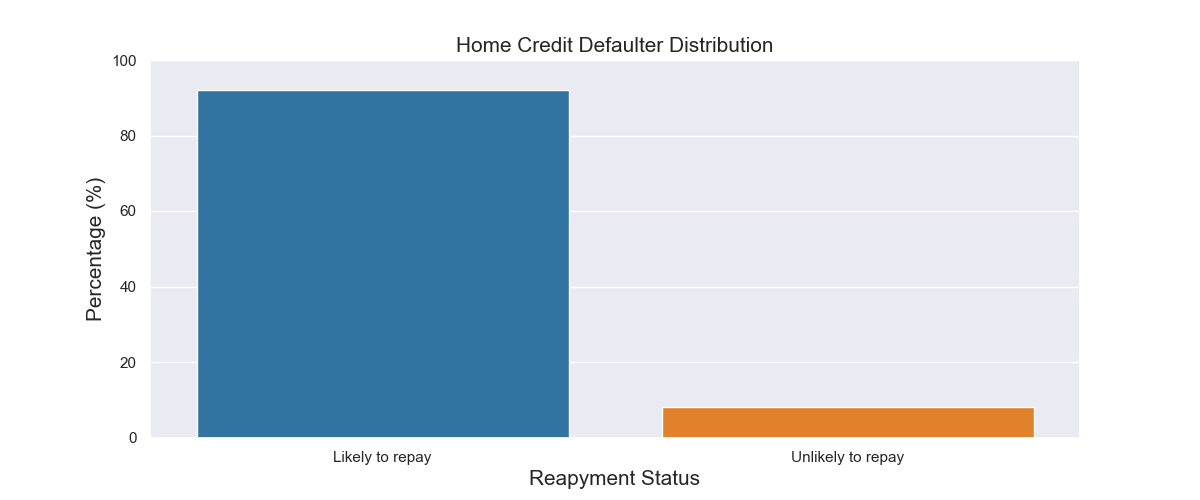 Home Credit Defaulter Distribution
100
80
60
40
20
0
Percentage (%)
Likely to repay
Unlikely to repay
Reapyment Status